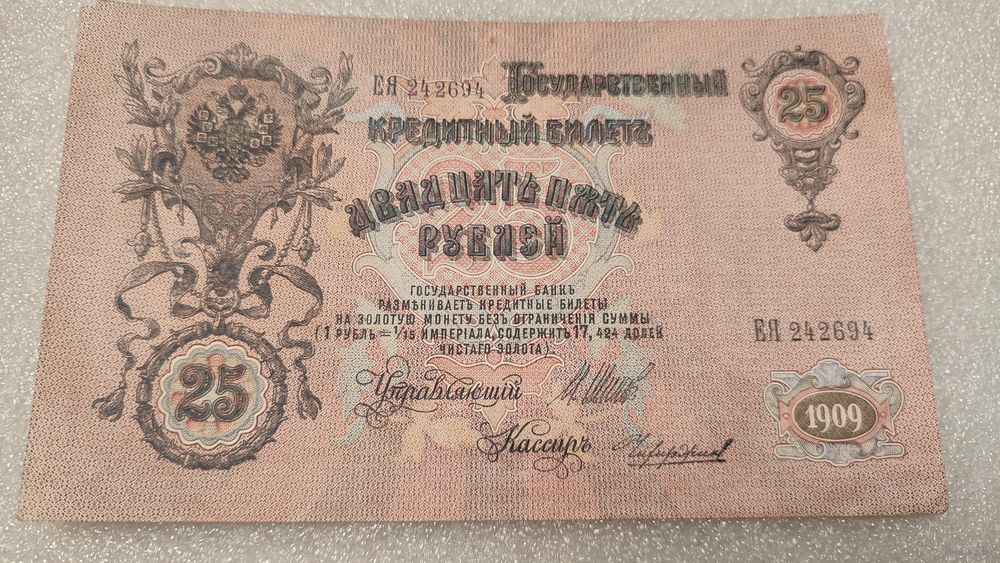 ЕЯ 242694 ГОСУДАРСТВЕННЫЙ 25
КРЕДИТНЫЙ БИЛЕТЪ
ДВАДЦАТЬ ПЯТЬ
РУБЛЕЙ
ГОСУДАРСТВЕННЫЙ БАНКЪ
РАЗМѢНИВАЕТЪ КРЕДИТНЫЕ БИЛЕТЫ
НА ЗОЛОТУЮ МОНЕТУ БЕЗЪ ОГРАНИЧЕНІЯ СУММЫ
(1 РУБЛЬ = 1/15 ИМПЕРІАЛА, СОДЕРЖИТЪ 17, 424 ДОЛЕЙ
ЧИСТАГО ЗОЛОТА).
ЕЯ 242694
25
Управляющій
1909
Кассиръ